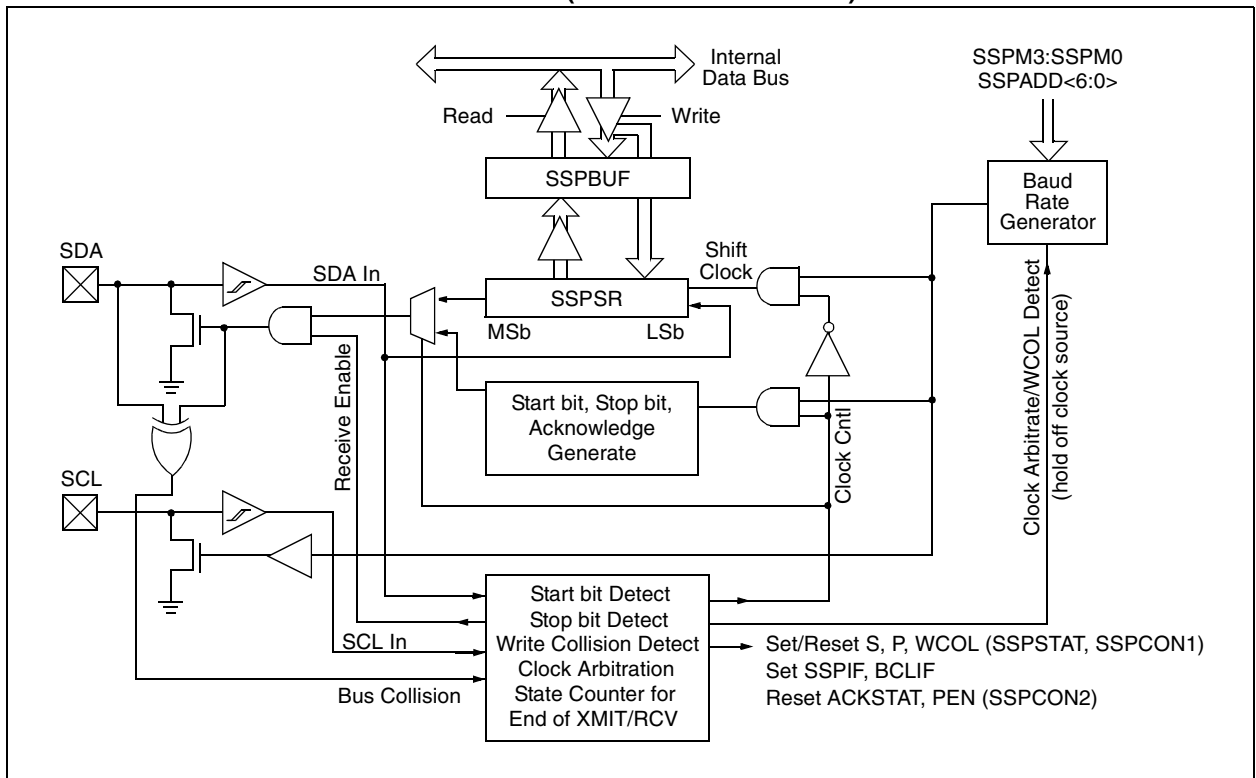 Internal
Data Bus
SSPM3:SSPM0
SSPADD<6:0>
Read
Write
SSPBUF
Baud
Rate
Generator
SDA
SDA In
Shift
Clock
SSPSR
MSb
LSb
Receive Enable
Start bit, Stop bit,
Acknowledge
Generate
Clock Cntl
Clock Arbitrate/WCOL Detect
(hold off clock source)
SCL
SCL In
Bus Collision
Start bit Detect
Stop bit Detect
Write Collision Detect
Clock Arbitration
State Counter for
End of XMIT/RCV
Set/Reset S, P, WCOL (SSPSTAT, SSPCON1)
Set SSPIF, BCLIF
Reset ACKSTAT, PEN (SSPCON2)